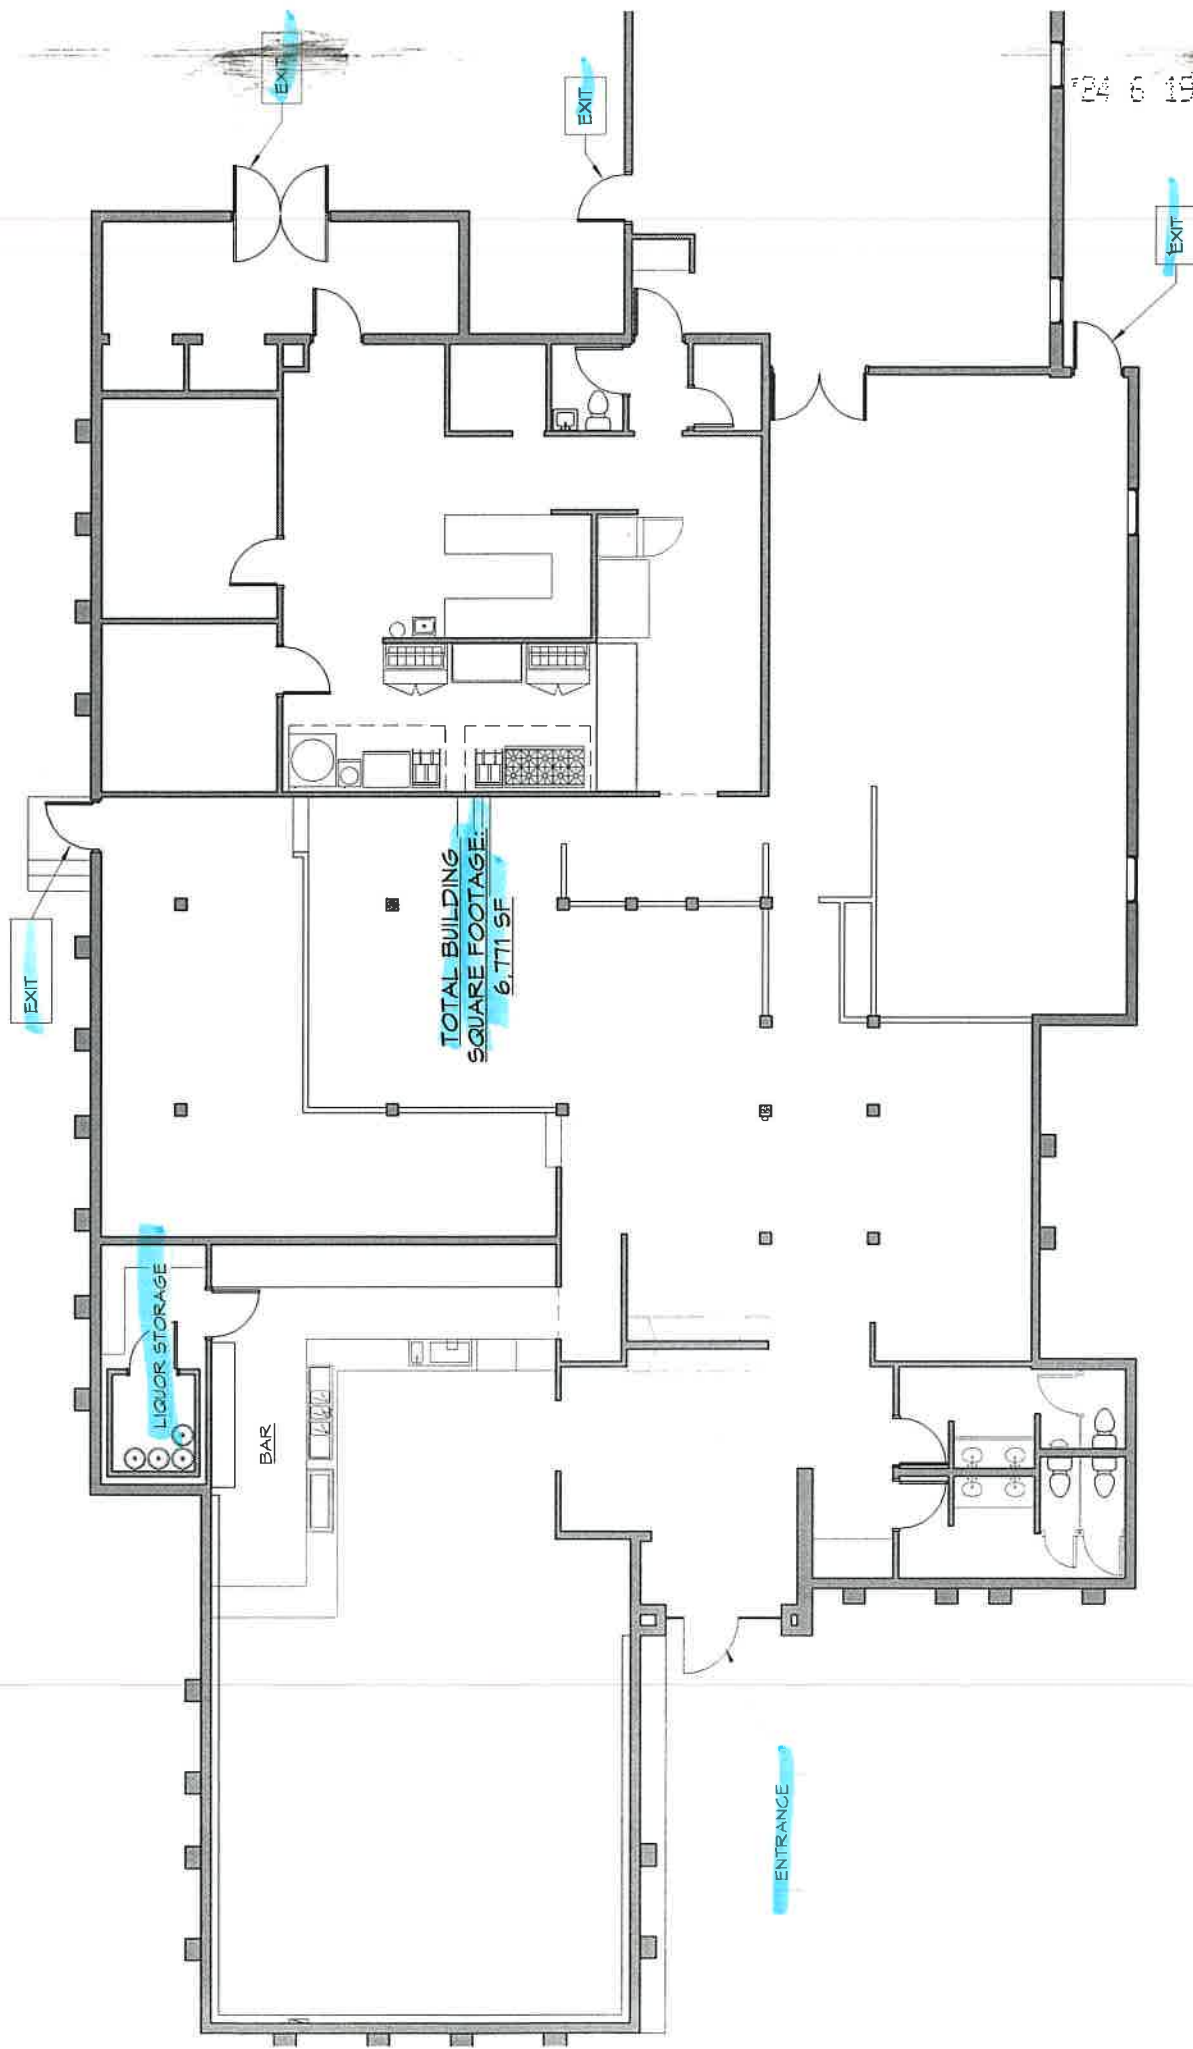 EXIT
EXIT
'24 6 19
EXIT
EXIT
TOTAL BUILDING
SQUARE FOOTAGE:
6,771 SF
LIQUOR STORAGE
BAR
ENTRANCE